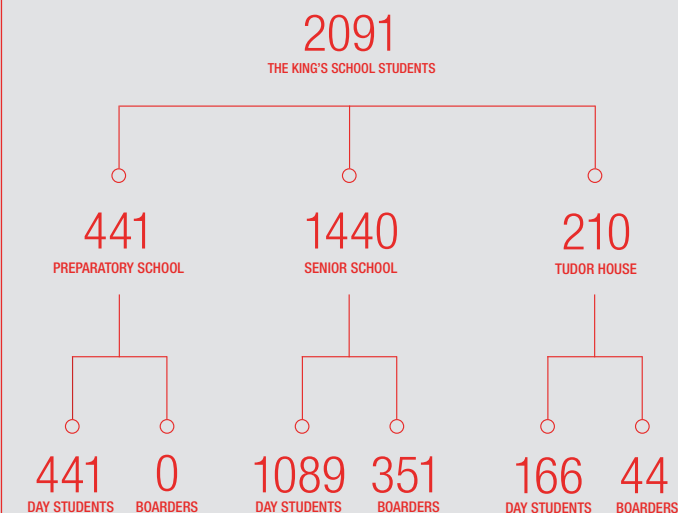 2091
THE KING'S SCHOOL STUDENTS
441
PREPARATORY SCHOOL
1440
SENIOR SCHOOL
210
TUDOR HOUSE
441
DAY STUDENTS
0
BOARDERS
1089
DAY STUDENTS
351
BOARDERS
166
DAY STUDENTS
44
BOARDERS